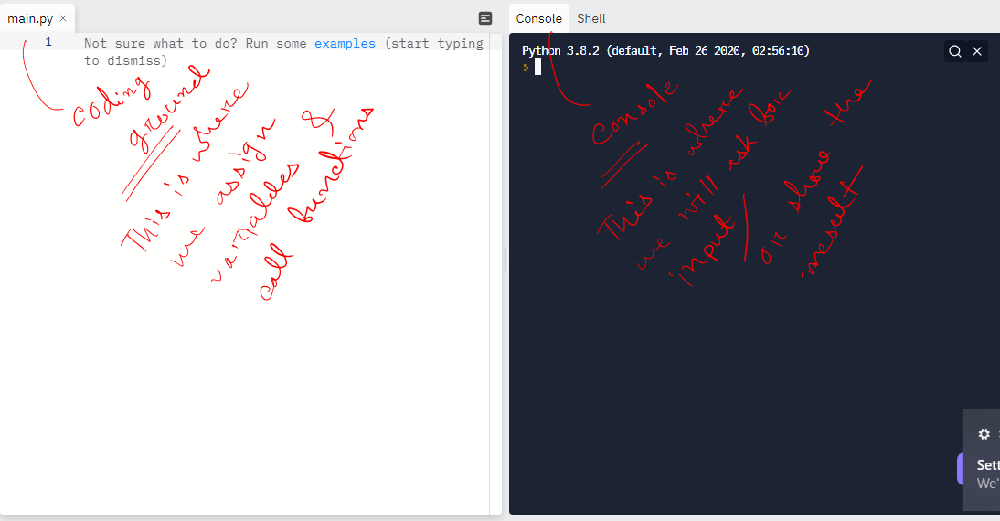 main.py
Console Shell
1 Not sure what to do? Run some examples (start typing
to dismiss)
Python 3.8.2 (default, Feb 26 2020, 02:56:10)
coding
ground
This is where
we assign
variables &
call functions
Console
This is where
we will ask for
input / or show the
result
Sett
We'